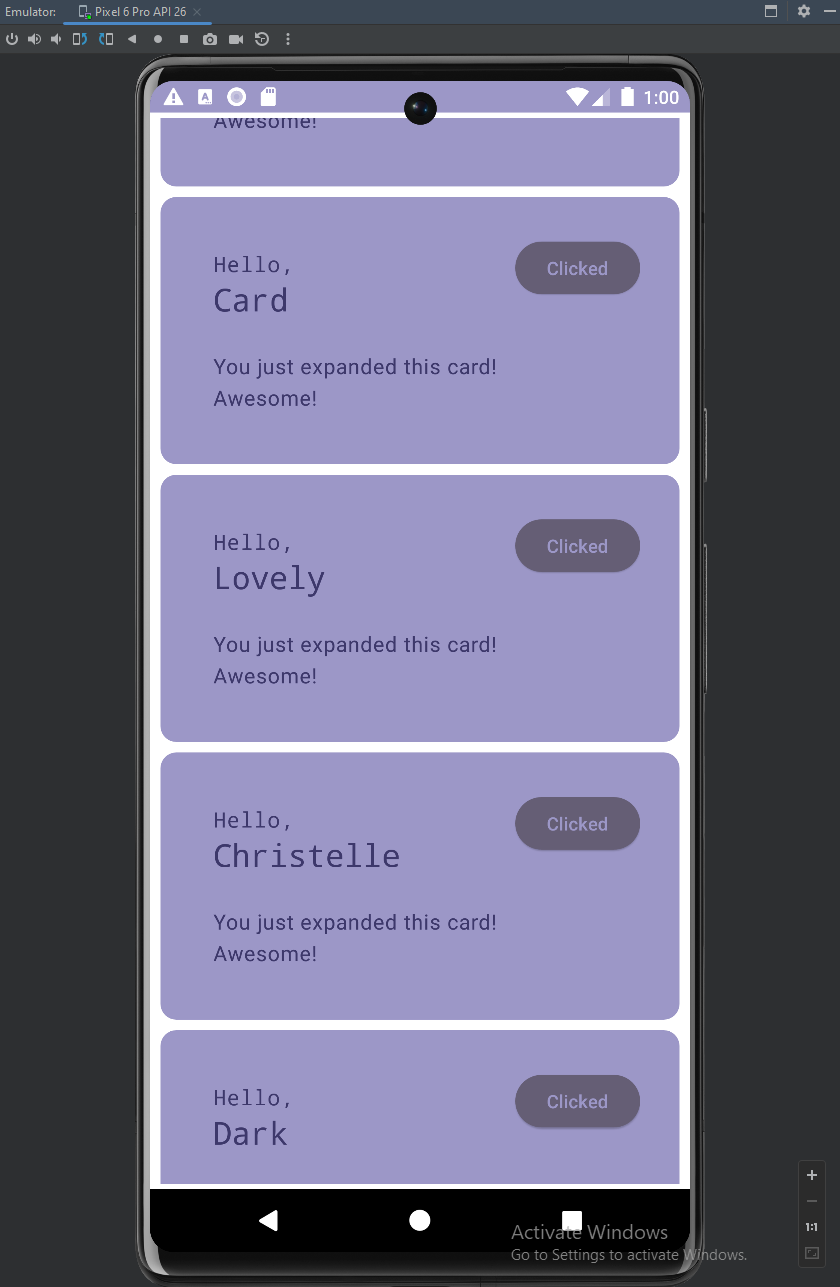 Emulator: Pixel 6 Pro API 26
A
1:00
Awesome!
Hello,
Card
Clicked
You just expanded this card!
Awesome!
Hello,
Lovely
Clicked
You just expanded this card!
Awesome!
Hello,
Christelle
Clicked
You just expanded this card!
Awesome!
Hello,
Dark
Clicked
1:1
Activate Windows
Go to Settings to activate Windows.